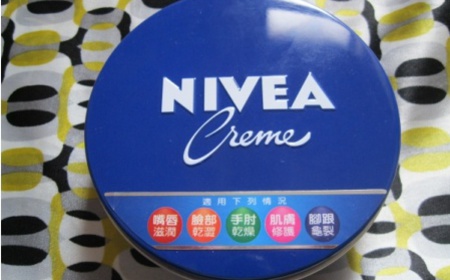 NIVEA
Creme
適用下列情況
嘴唇 臉部 手肘 肌膚 腳跟
滋潤 乾澀 乾燥 修護 龜裂